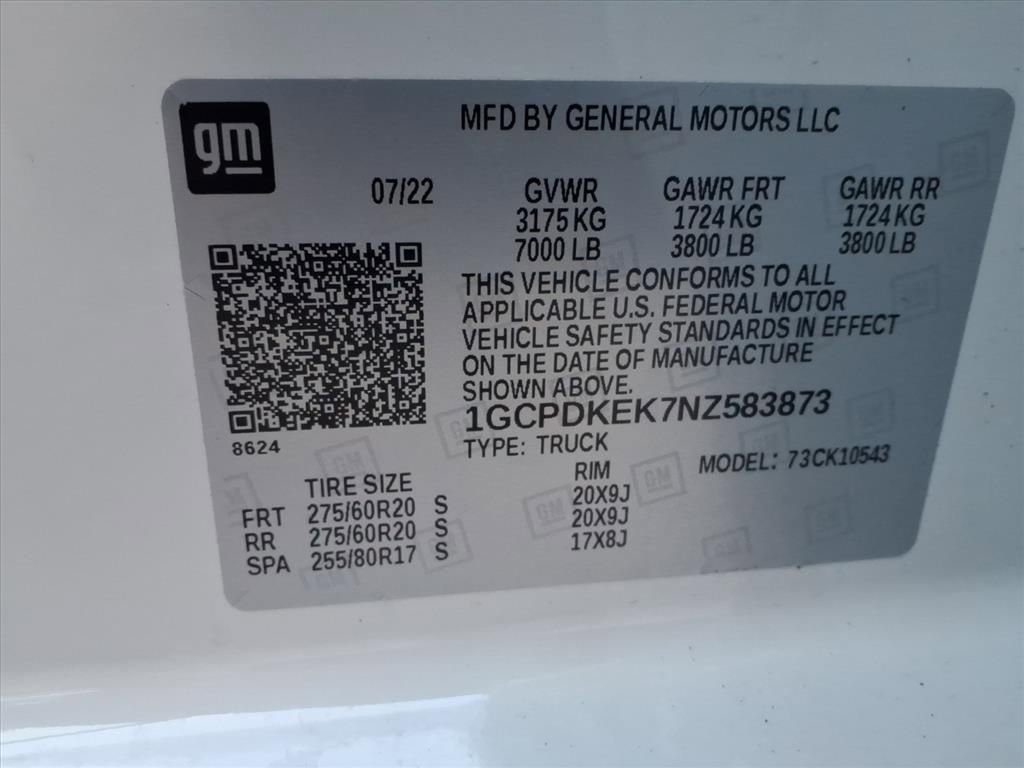 gm
MFD BY GENERAL MOTORS LLC
07/22 GVWR GAWR FRT GAWR RR
3175 KG 1724 KG 1724 KG
7000 LB 3800 LB 3800 LB
THIS VEHICLE CONFORMS TO ALL
APPLICABLE U.S. FEDERAL MOTOR
VEHICLE SAFETY STANDARDS IN EFFECT
ON THE DATE OF MANUFACTURE
SHOWN ABOVE.
1GCPDKEK7NZ583873
8624
TYPE: TRUCK
MODEL: 73CK10543
TIRE SIZE RIM
FRT 275/60R20 S 20X9J
RR 275/60R20 S 20X9J
SPA 255/80R17 S 17X8J